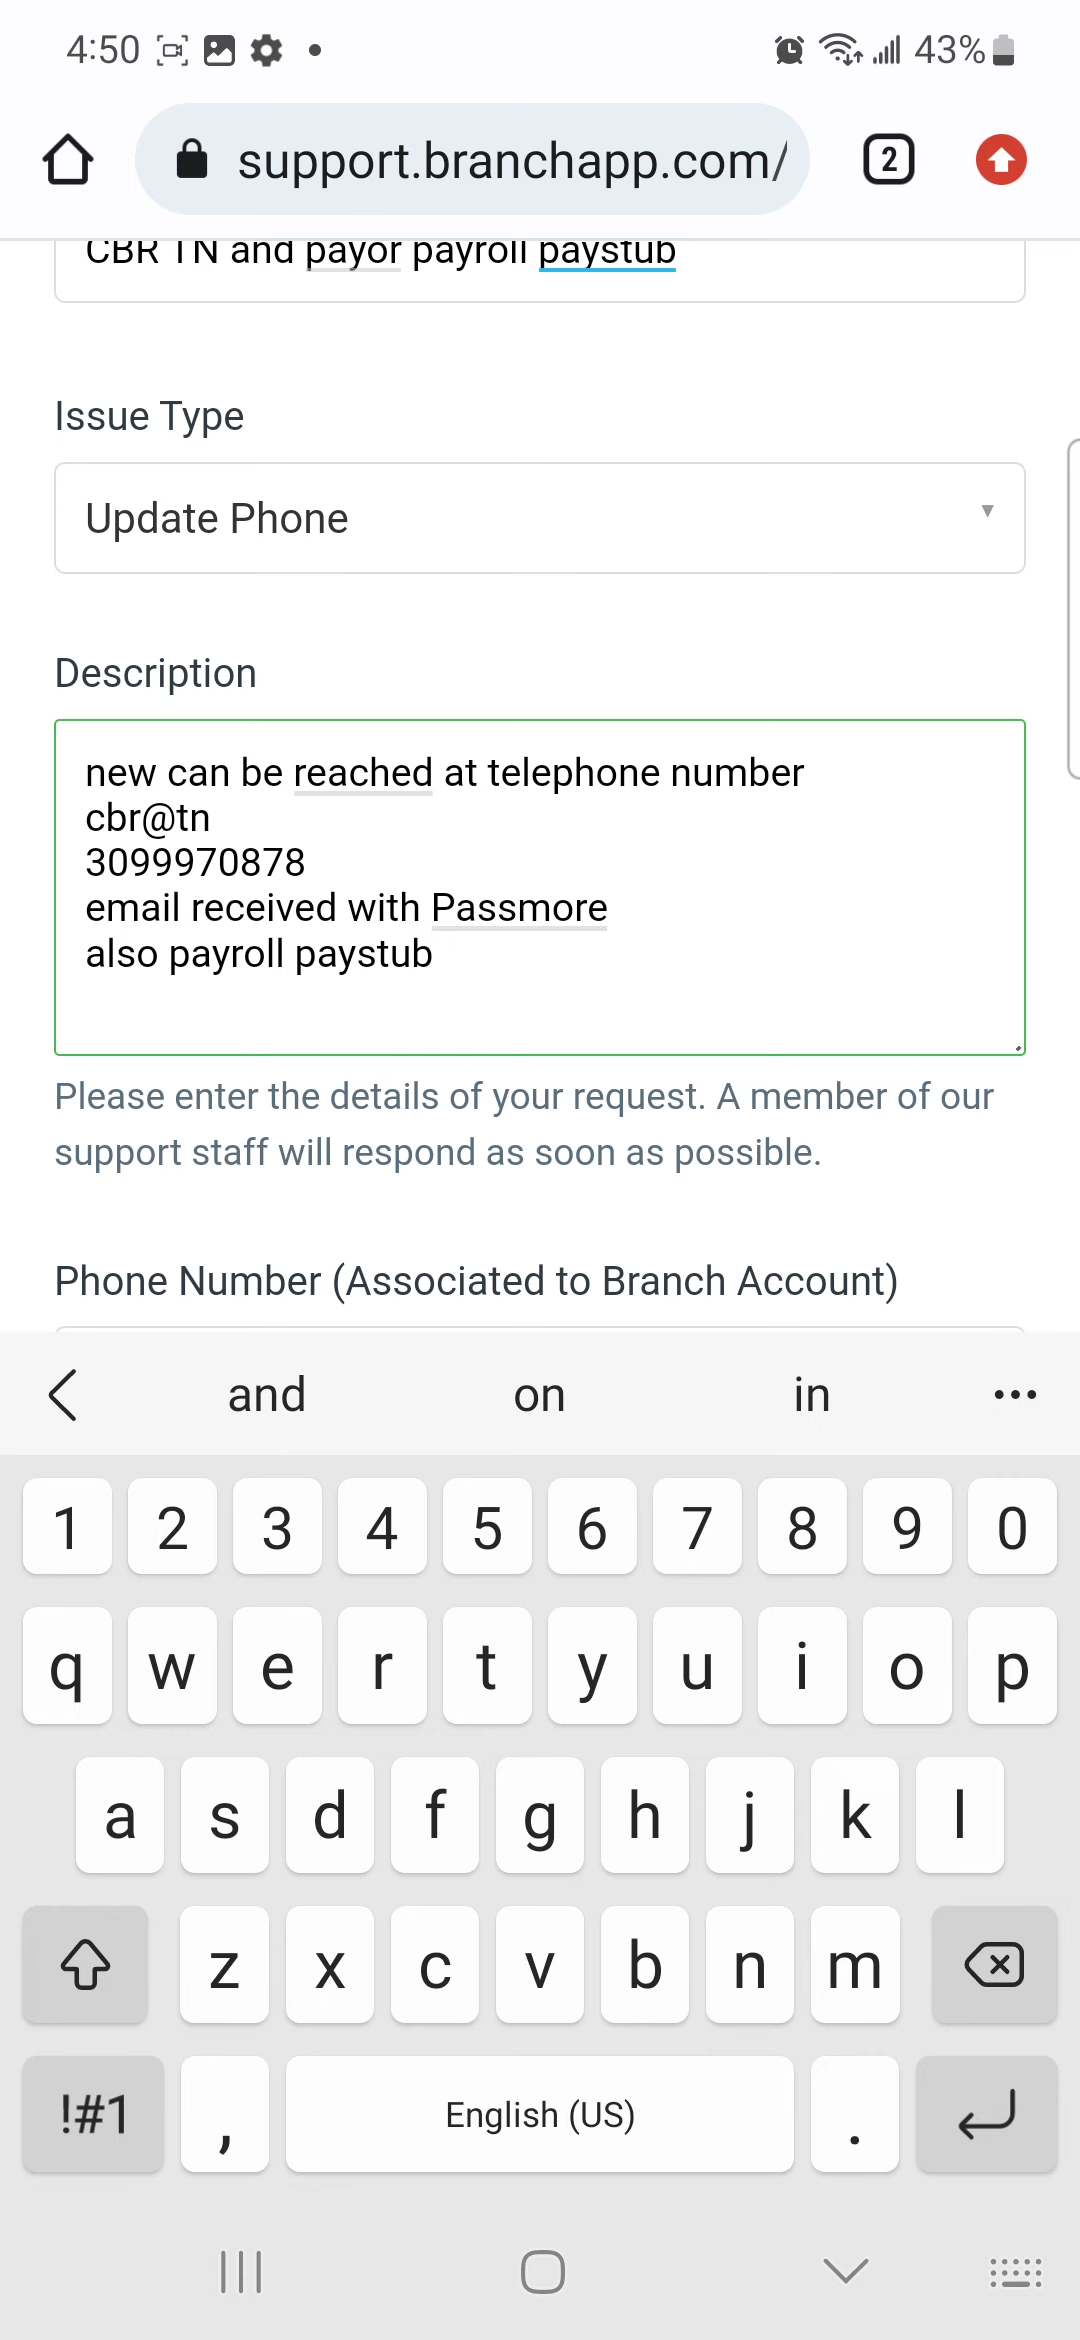 4:50
43%
support.branchapp.com/
2
CBR TN and payor payroll paystub
Issue Type
Update Phone
Description
new can be reached at telephone number
cbr@tn
3099970878
email received with Passmore
also payroll paystub
Please enter the details of your request. A member of our
support staff will respond as soon as possible.
Phone Number (Associated to Branch Account)
and on in
1 2 3 4 5 6 7 8 9 0
q w e r t y u i o p
a s d f g h j k l
z x c v b n m
!#1 , English (US) .